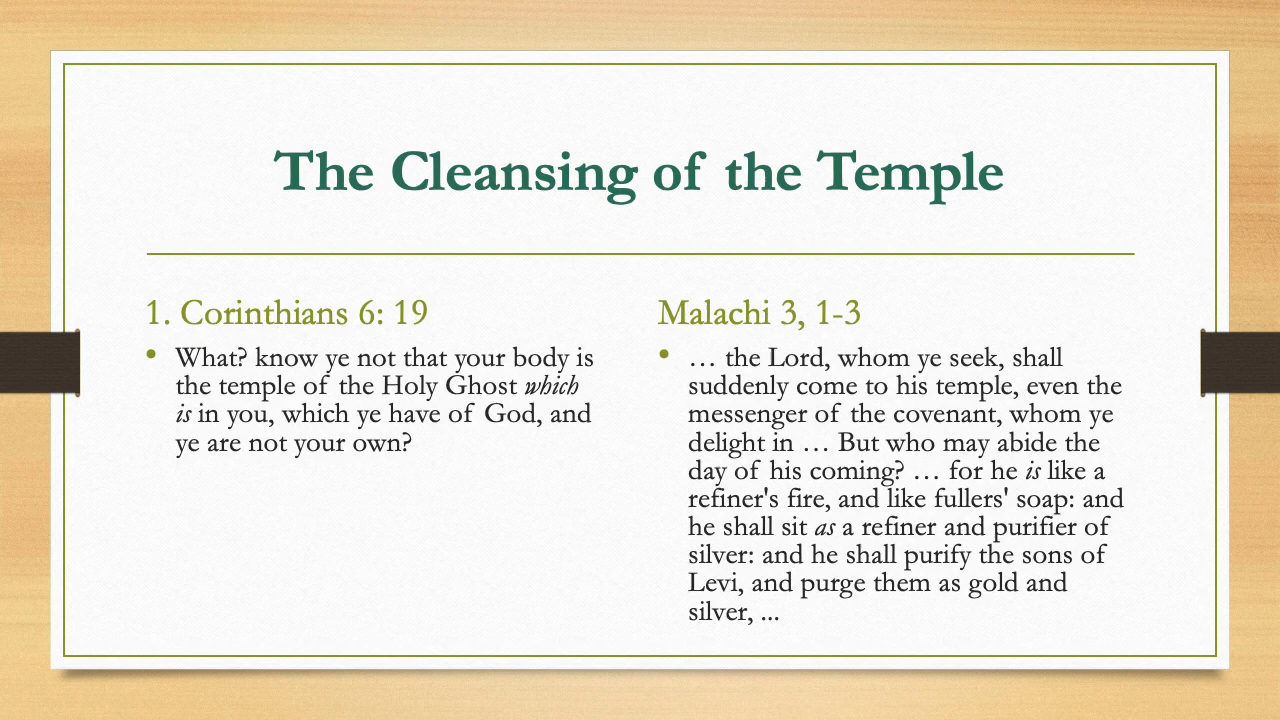 The Cleansing of the Temple
1. Corinthians 6: 19
• What? know ye not that your body is
the temple of the Holy Ghost which
is in you, which ye have of God, and
ye are not your own?
Malachi 3, 1-3
• … the Lord, whom ye seek, shall
suddenly come to his temple, even the
messenger of the covenant, whom ye
delight in … But who may abide the
day of his coming? … for he is like a
refiner's fire, and like fullers' soap: and
he shall sit as a refiner and purifier of
silver: and he shall purify the sons of
Levi, and purge them as gold and
silver, ...